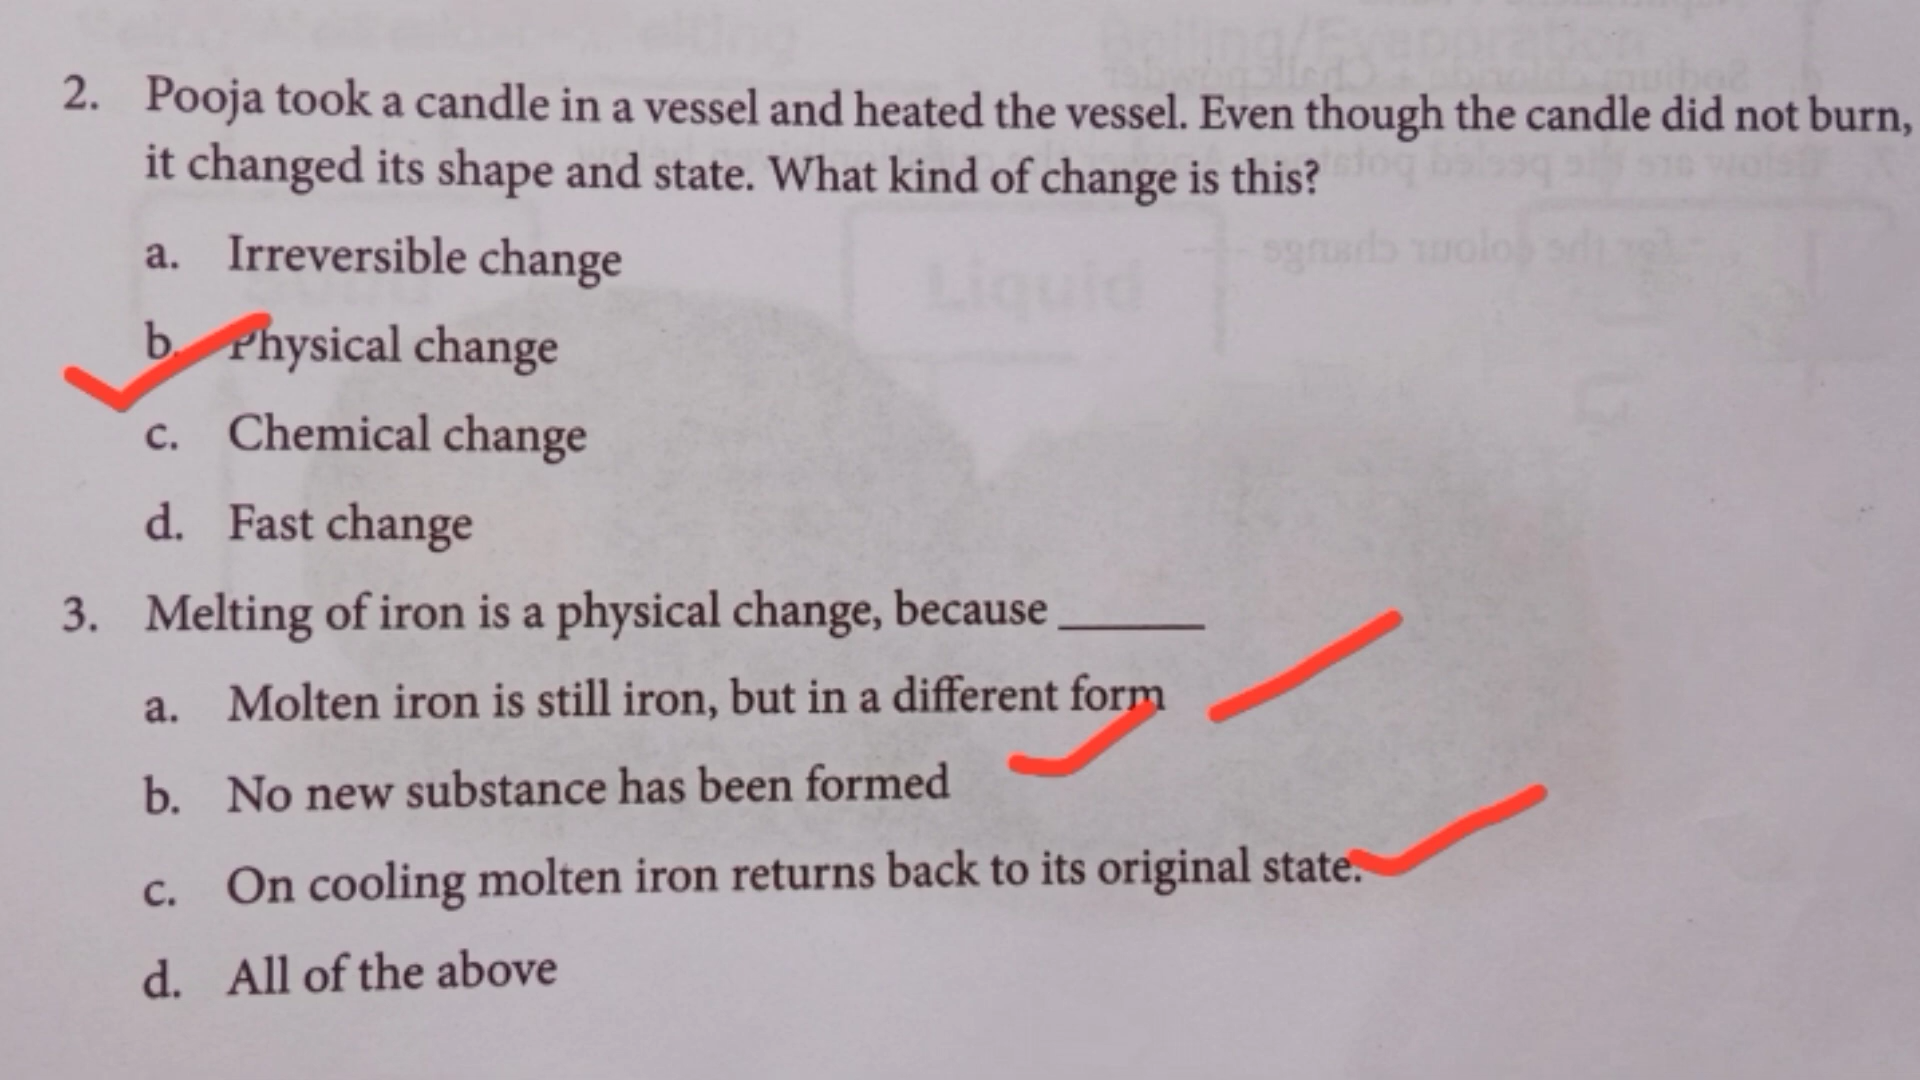 2. Pooja took a candle in a vessel and heated the vessel. Even though the candle did not burn,
it changed its shape and state. What kind of change is this?
a. Irreversible change
b. Physical change
c. Chemical change
d. Fast change
3. Melting of iron is a physical change, because ______
a. Molten iron is still iron, but in a different form
b. No new substance has been formed
c. On cooling molten iron returns back to its original state.
d. All of the above